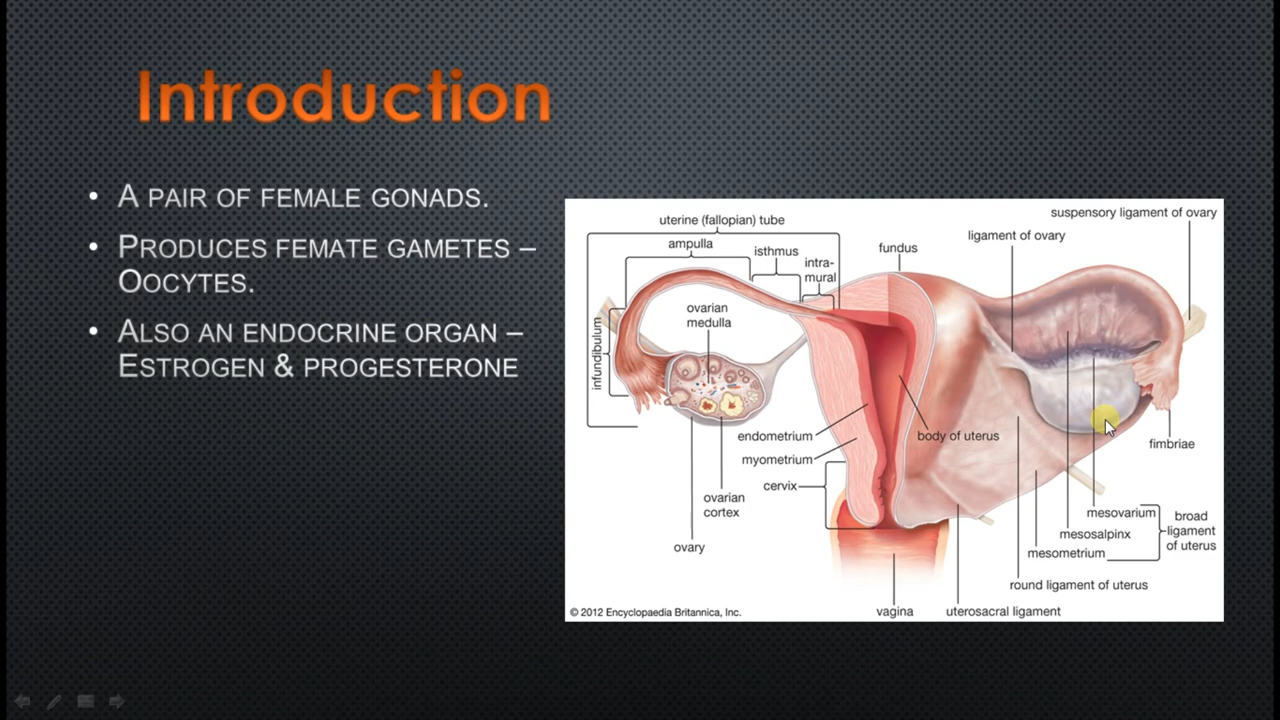 Introduction
• A PAIR OF FEMALE GONADS.
• PRODUCES FEMATE GAMETES –
OOCYTES.
• ALSO AN ENDOCRINE ORGAN –
ESTROGEN & PROGESTERONE
suspensory ligament of ovary
uterine (fallopian) tube
ligament of ovary
ampulla
isthmus
fundus
intra-
mural
ovarian
medulla
infundibulum
endometrium
body of uterus
myometrium
fimbriae
cervix
ovarian
cortex
mesovarium
broad
ligament
of uterus
mesosalpinx
mesometrium
ovary
round ligament of uterus
© 2012 Encyclopaedia Britannica, Inc.
vagina
uterosacral ligament